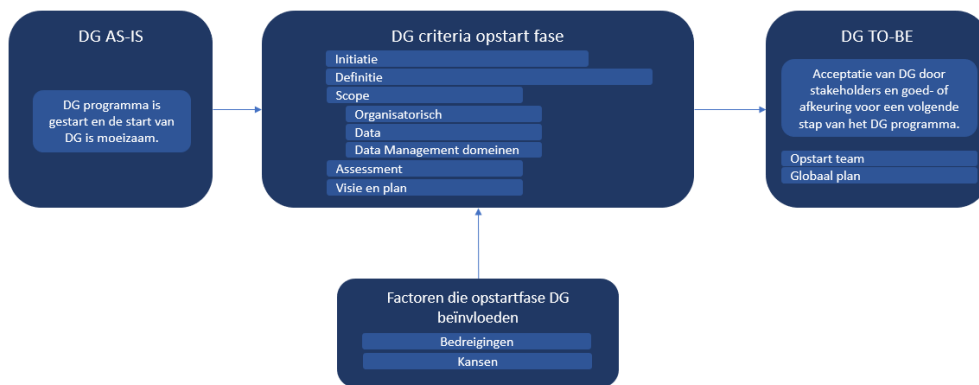 DG AS-IS
DG programma is
gestart en de start van
DG is moeizaam.
DG criteria opstart fase
Initiatie
Definitie
Scope
Organisatorisch
Data
Data Management domeinen
Assessment
Visie en plan
DG TO-BE
Acceptatie van DG door
stakeholders en goed- of
afkeuring voor een volgende
stap van het DG programma.
Opstart team
Globaal plan
Factoren die opstartfase DG
beïnvloeden
Bedreigingen
Kansen